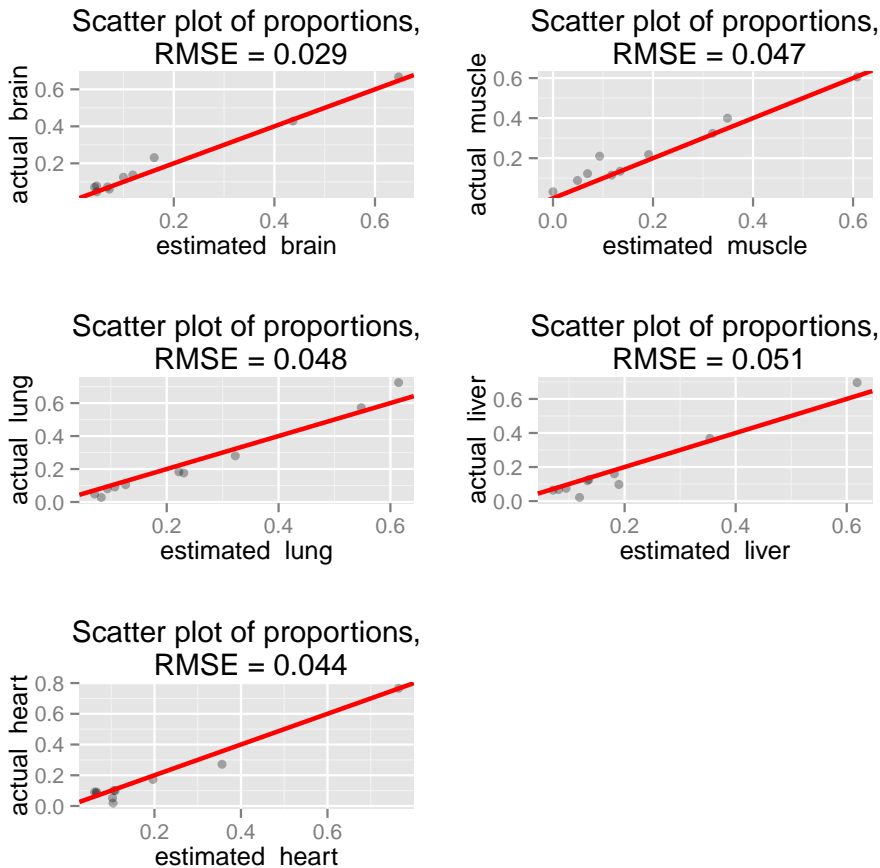 Scatter plot of proportions,
RMSE = 0.029
0.6
0.4
0.2
actual brain
0.2 0.4 0.6
estimated brain
Scatter plot of proportions,
RMSE = 0.047
0.6
0.4
0.2
actual muscle
0.0 0.2 0.4 0.6
estimated muscle
Scatter plot of proportions,
RMSE = 0.048
0.6
0.4
0.2
0.0
actual lung
0.2 0.4 0.6
estimated lung
Scatter plot of proportions,
RMSE = 0.051
0.6
0.4
0.2
0.0
actual liver
0.2 0.4 0.6
estimated liver
Scatter plot of proportions,
RMSE = 0.044
0.8
0.6
0.4
0.2
0.0
actual heart
0.2 0.4 0.6
estimated heart